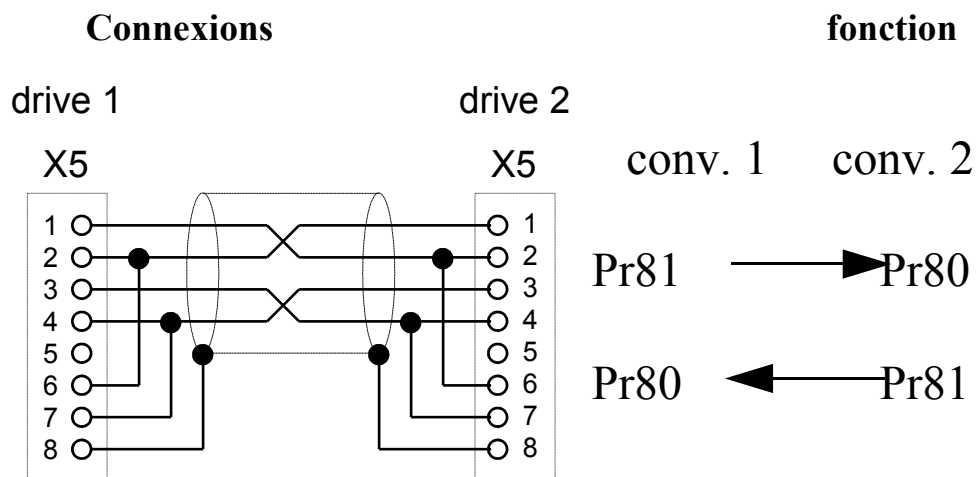 Connexions fonction
drive 1 drive 2
X5 X5 conv. 1 conv. 2
1 1
2 2
Pr81 Pr80
3 3
4 4
5 5
6 6
Pr80 Pr81
7 7
8 8